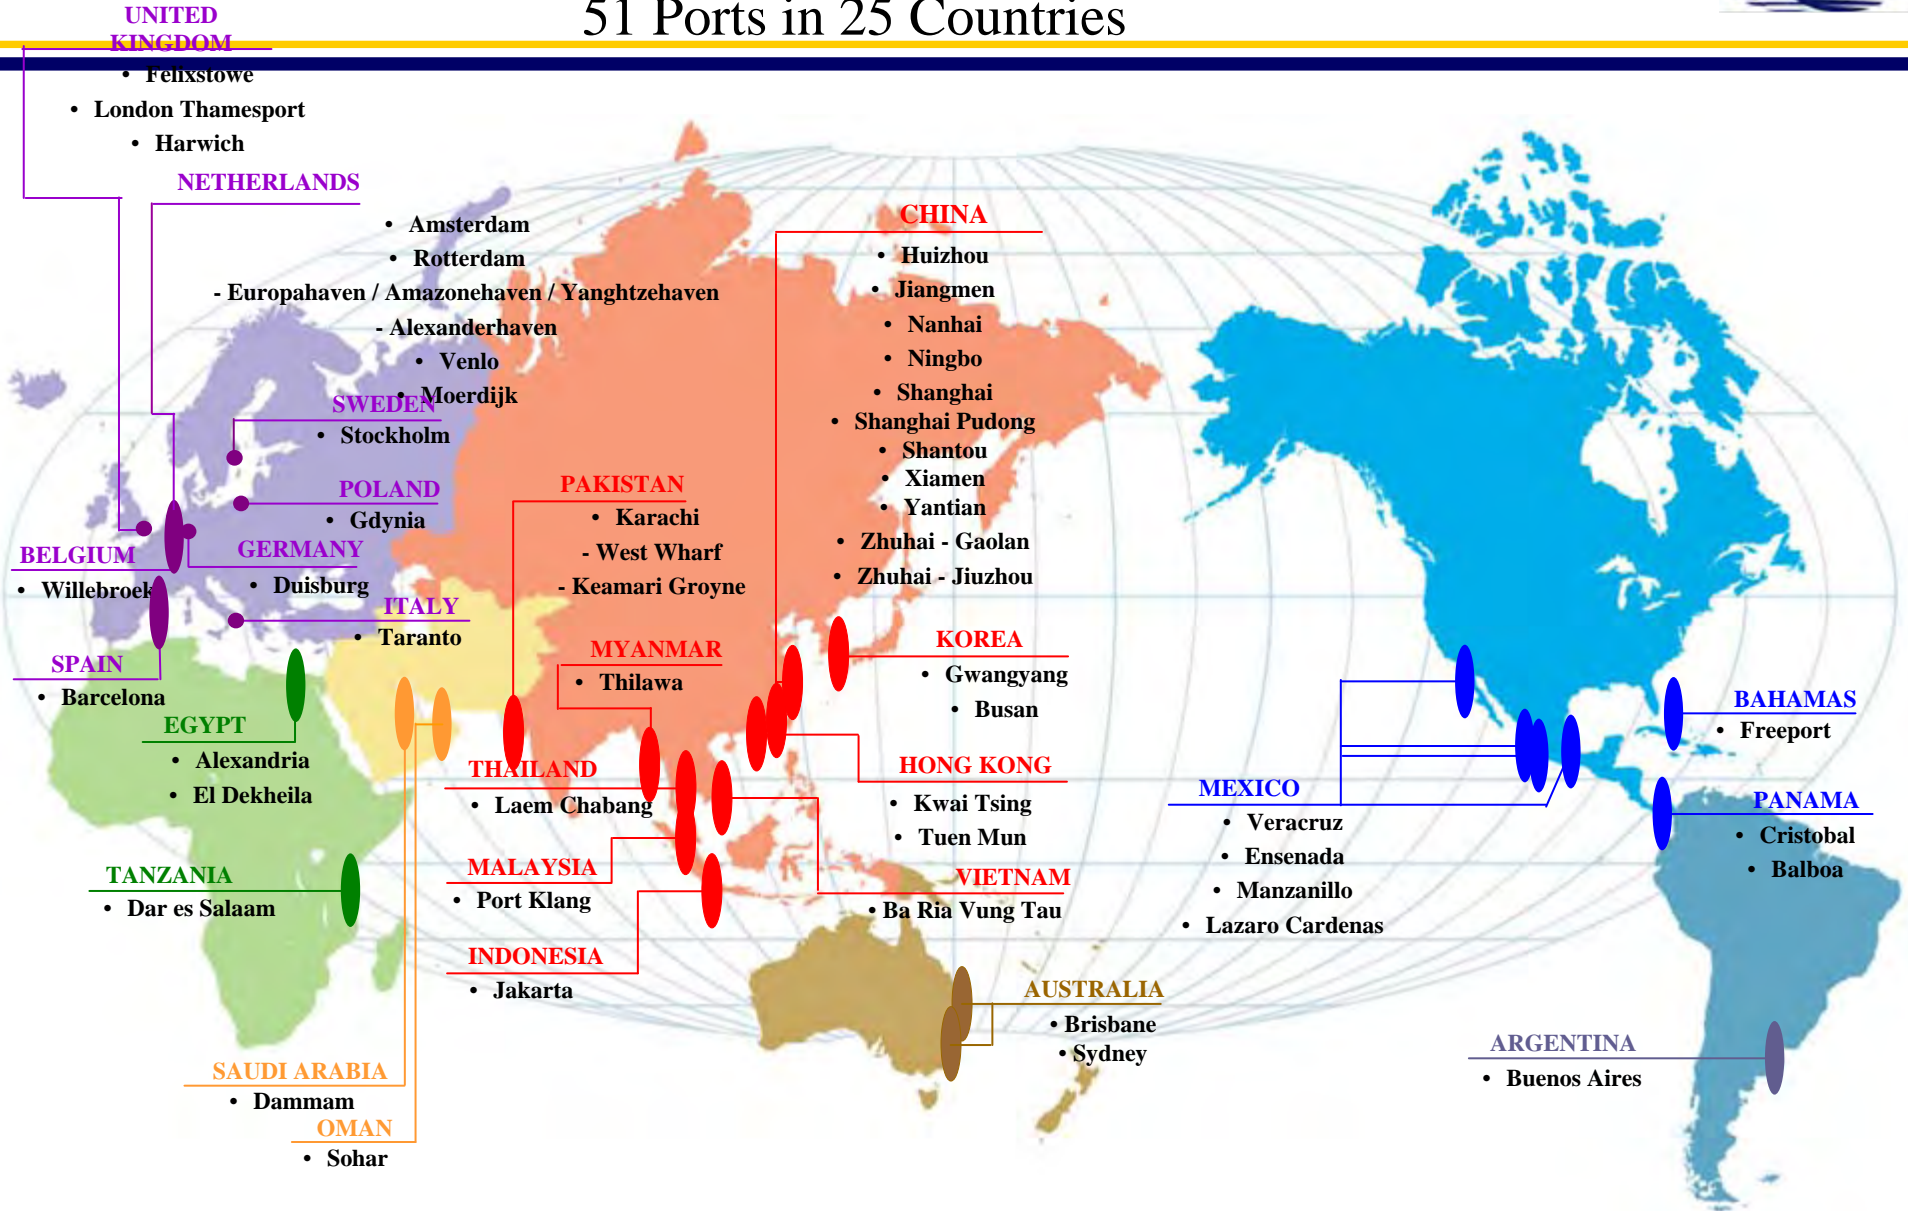 51 Ports in 25 Countries
UNITED
KINGDOM
• Felixstowe
• London Thamesport
• Harwich
NETHERLANDS
• Amsterdam
• Rotterdam
- Europahaven / Amazonehaven / Yanghtzehaven
- Alexanderhaven
• Venlo
• Moerdijk
SWEDEN
• Stockholm
POLAND
• Gdynia
BELGIUM
• Willebroek
GERMANY
• Duisburg
ITALY
• Taranto
SPAIN
• Barcelona
EGYPT
• Alexandria
• El Dekheila
TANZANIA
• Dar es Salaam
SAUDI ARABIA
• Dammam
OMAN
• Sohar
PAKISTAN
• Karachi
- West Wharf
- Keamari Groyne
MYANMAR
• Thilawa
THAILAND
• Laem Chabang
MALAYSIA
• Port Klang
INDONESIA
• Jakarta
CHINA
• Huizhou
• Jiangmen
• Nanhai
• Ningbo
• Shanghai
• Shanghai Pudong
• Shantou
• Xiamen
• Yantian
• Zhuhai - Gaolan
• Zhuhai - Jiuzhou
KOREA
• Gwangyang
• Busan
HONG KONG
• Kwai Tsing
• Tuen Mun
VIETNAM
• Ba Ria Vung Tau
AUSTRALIA
• Brisbane
• Sydney
MEXICO
• Veracruz
• Ensenada
• Manzanillo
• Lazaro Cardenas
BAHAMAS
• Freeport
PANAMA
• Cristobal
• Balboa
ARGENTINA
• Buenos Aires